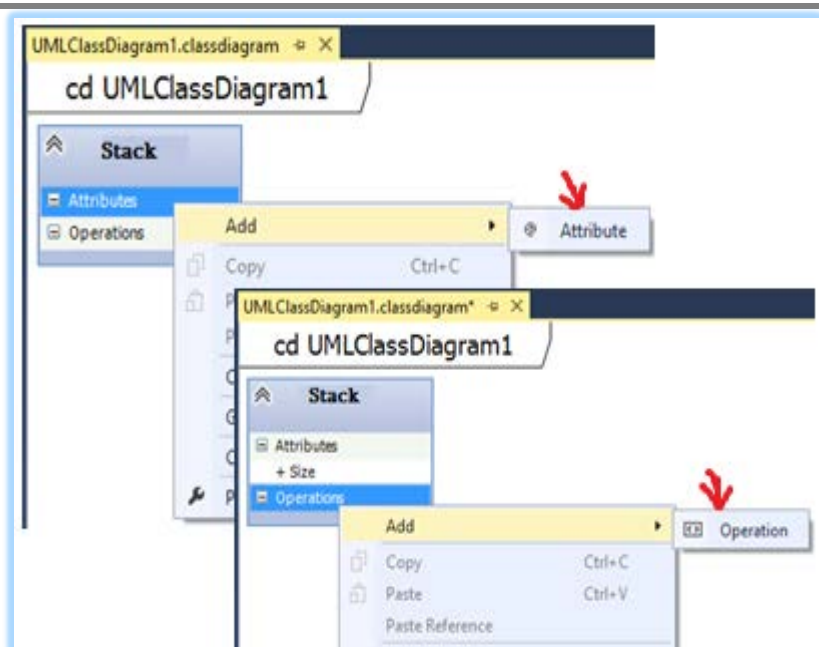 UMLClassDiagram1.classdiagram
cd UMLClassDiagram1
Stack
Attributes
Operations
Add
Attribute
Copy Ctrl+C
UMLClassDiagram1.classdiagram*
cd UMLClassDiagram1
Stack
Attributes
+ Size
Operations
Add
Operation
Copy Ctrl+C
Paste Ctrl+V
Paste Reference